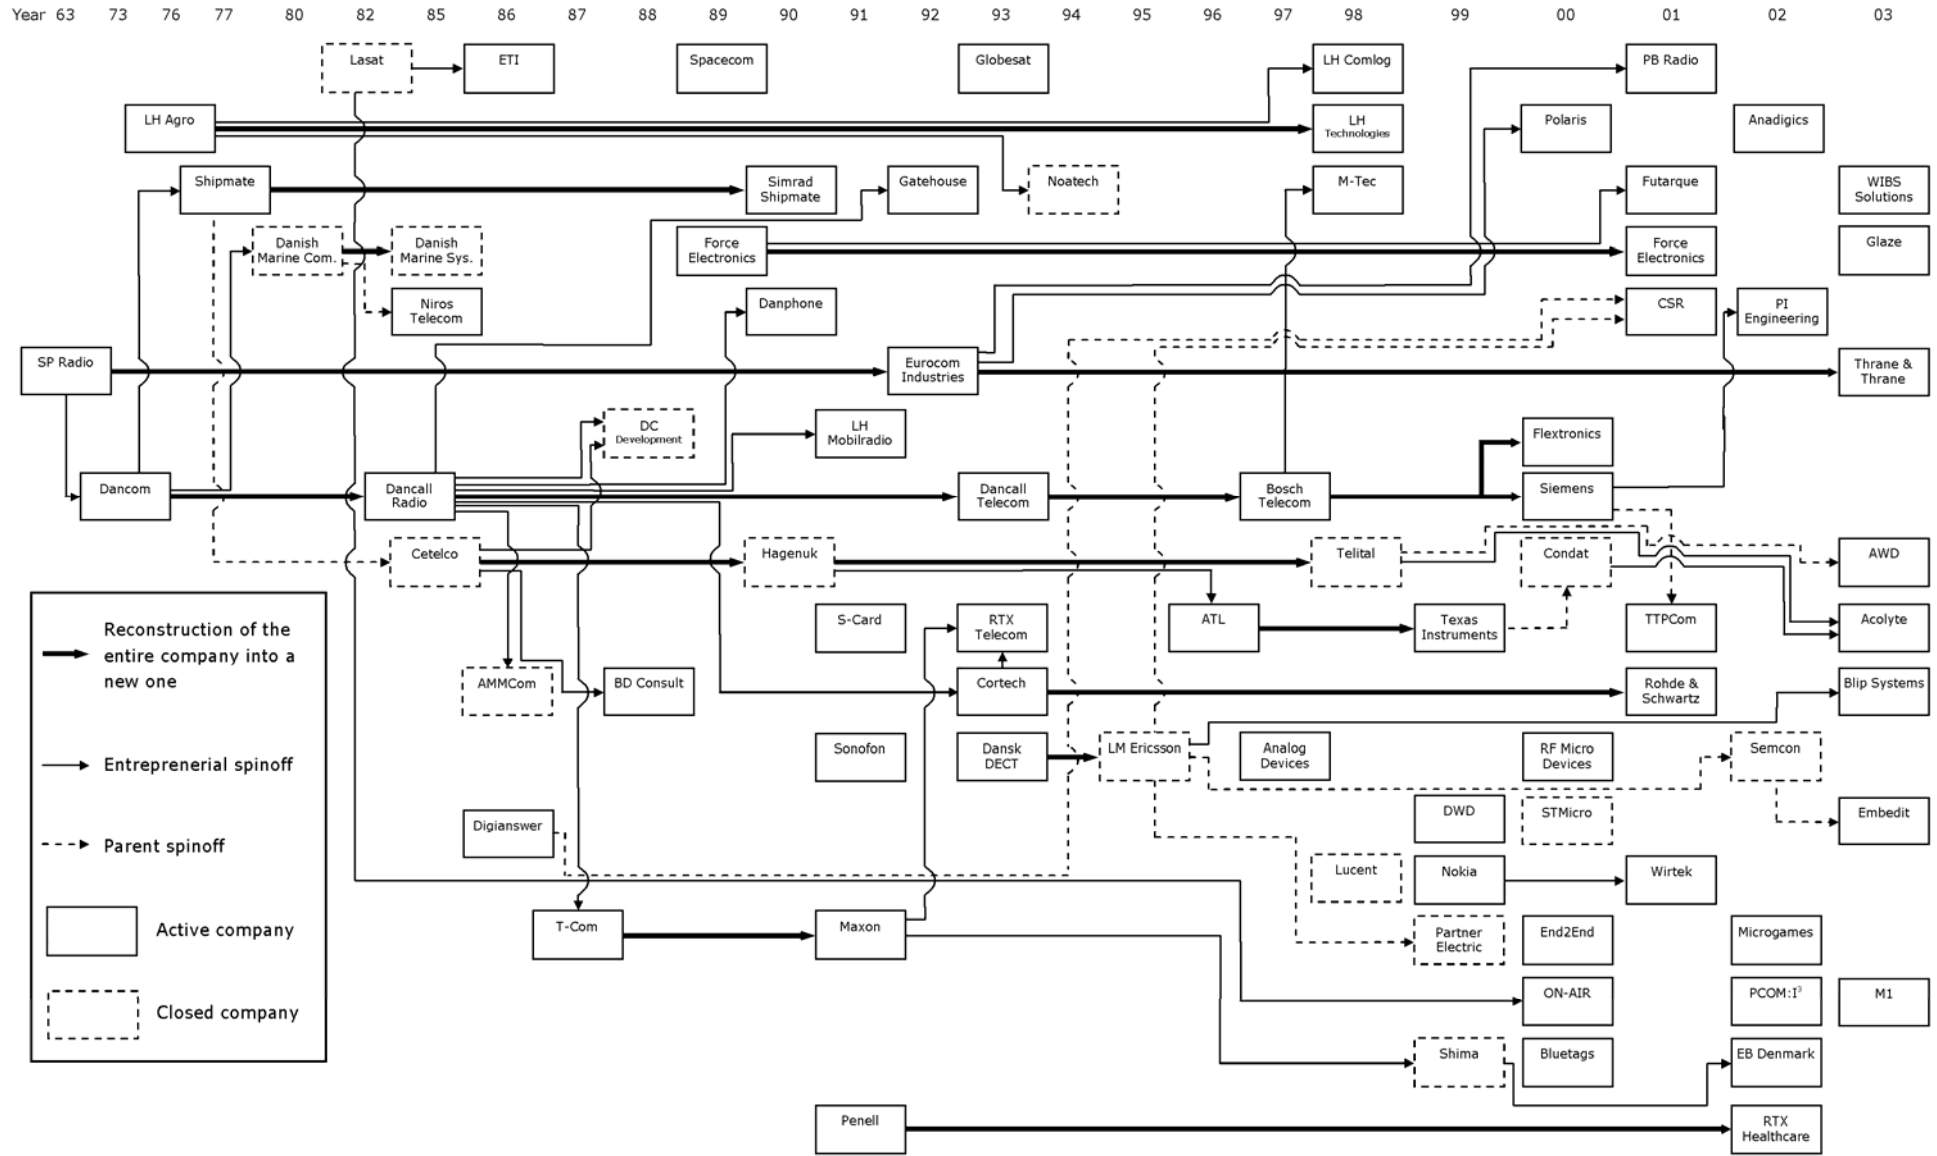 Year 63 73 76 77 80 82 85 86 87 88 89 90 91 92 93 94 95 96 97 98 99 00 01 02 03
Lasat
ETI
Spacecom
Globesat
LH Comlog
PB Radio
LH Agro
LH
Technologies
Polaris
Anadigics
Shipmate
Simrad
Shipmate
Gatehouse
Noatech
M-Tec
Futarque
WIBS
Solutions
Danish
Marine Com.
Danish
Marine Sys.
Force
Electronics
Force
Electronics
Glaze
Niros
Telecom
Danphone
CSR
PI
Engineering
SP Radio
Eurocom
Industries
Thrane &
Thrane
DC
Development
LH
Mobilradio
Flextronics
Dancom
Dancall
Radio
Dancall
Telecom
Bosch
Telecom
Siemens
Cetelco
Hagenuk
Telital
Condat
AWD
S-Card
RTX
Telecom
ATL
Texas
Instruments
TTPCom
Acolyte
AMMCom
BD Consult
Cortech
Rohde &
Schwartz
Blip Systems
Sonofon
Dansk
DECT
LM Ericsson
Analog
Devices
RF Micro
Devices
Semcon
Digianswer
DWD
STMicro
Embedit
Lucent
Nokia
Wirtek
T-Com
Maxon
Partner
Electric
End2End
Microgames
ON-AIR
PCOM:I³
M1
Shima
Bluetags
EB Denmark
Penell
RTX
Healthcare
Reconstruction of the
entire company into a
new one
Entreprenerial spinoff
Parent spinoff
Active company
Closed company